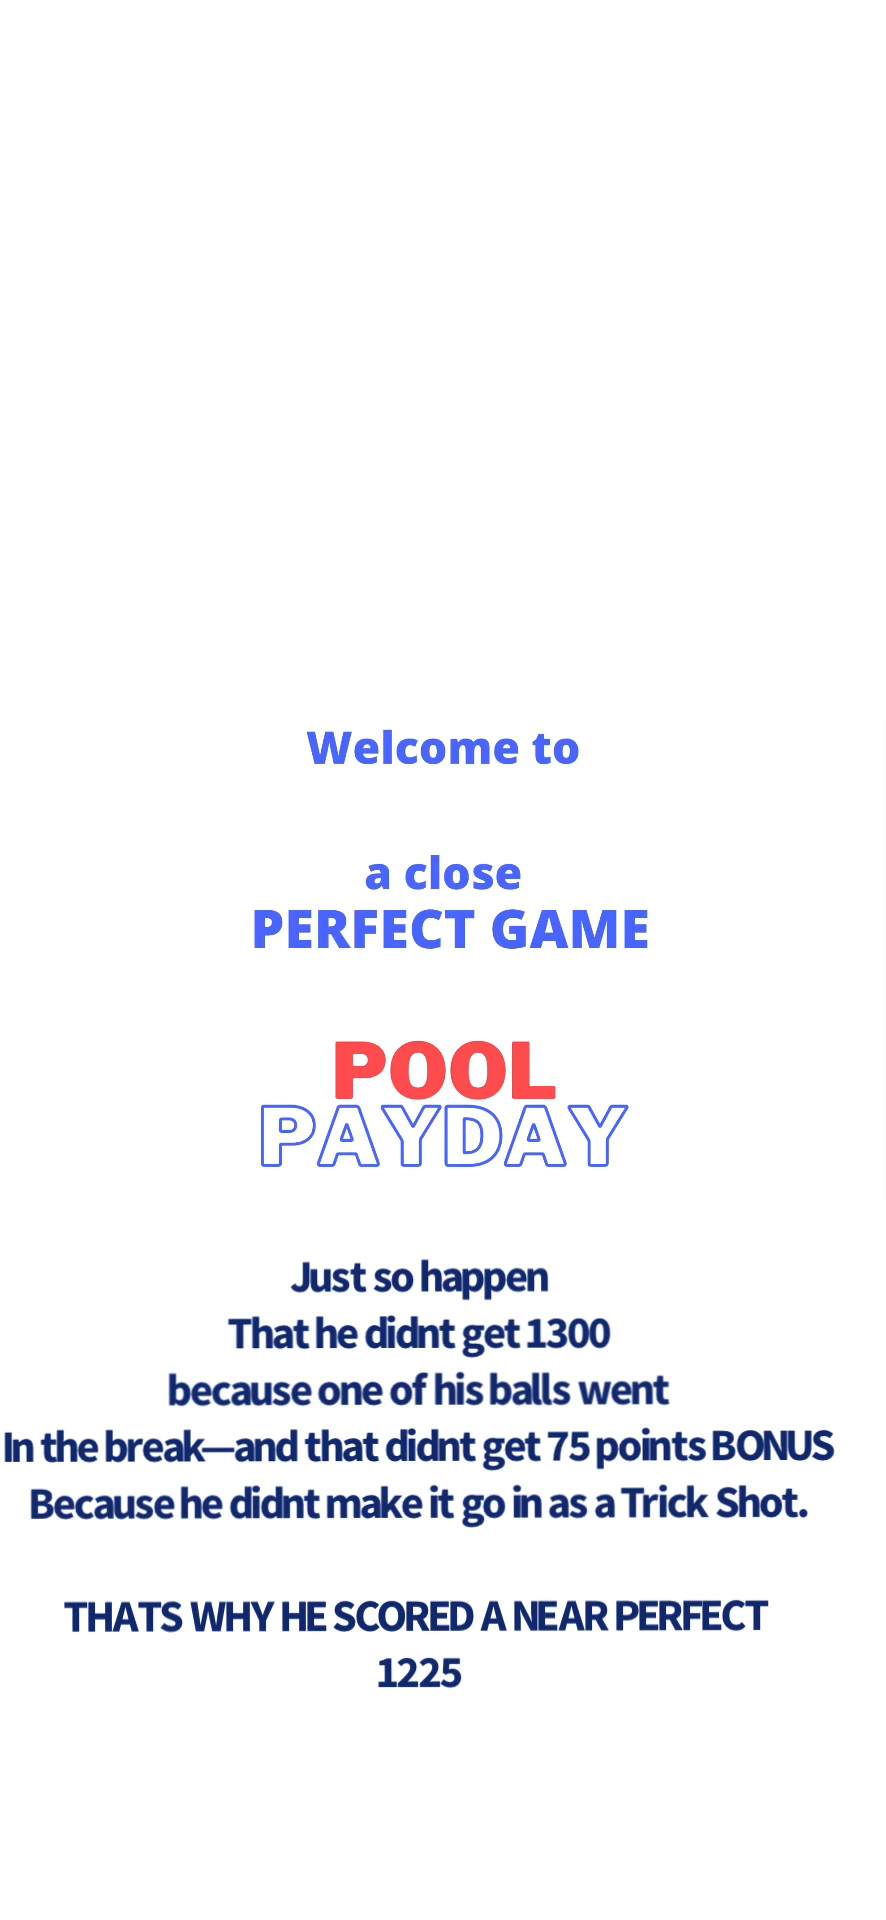 Welcome to
a close
PERFECT GAME
POOL
PAYDAY
Just so happen
That he didnt get 1300
because one of his balls went
In the break—and that didnt get 75 points BONUS
Because he didnt make it go in as a Trick Shot.
THATS WHY HE SCORED A NEAR PERFECT
1225